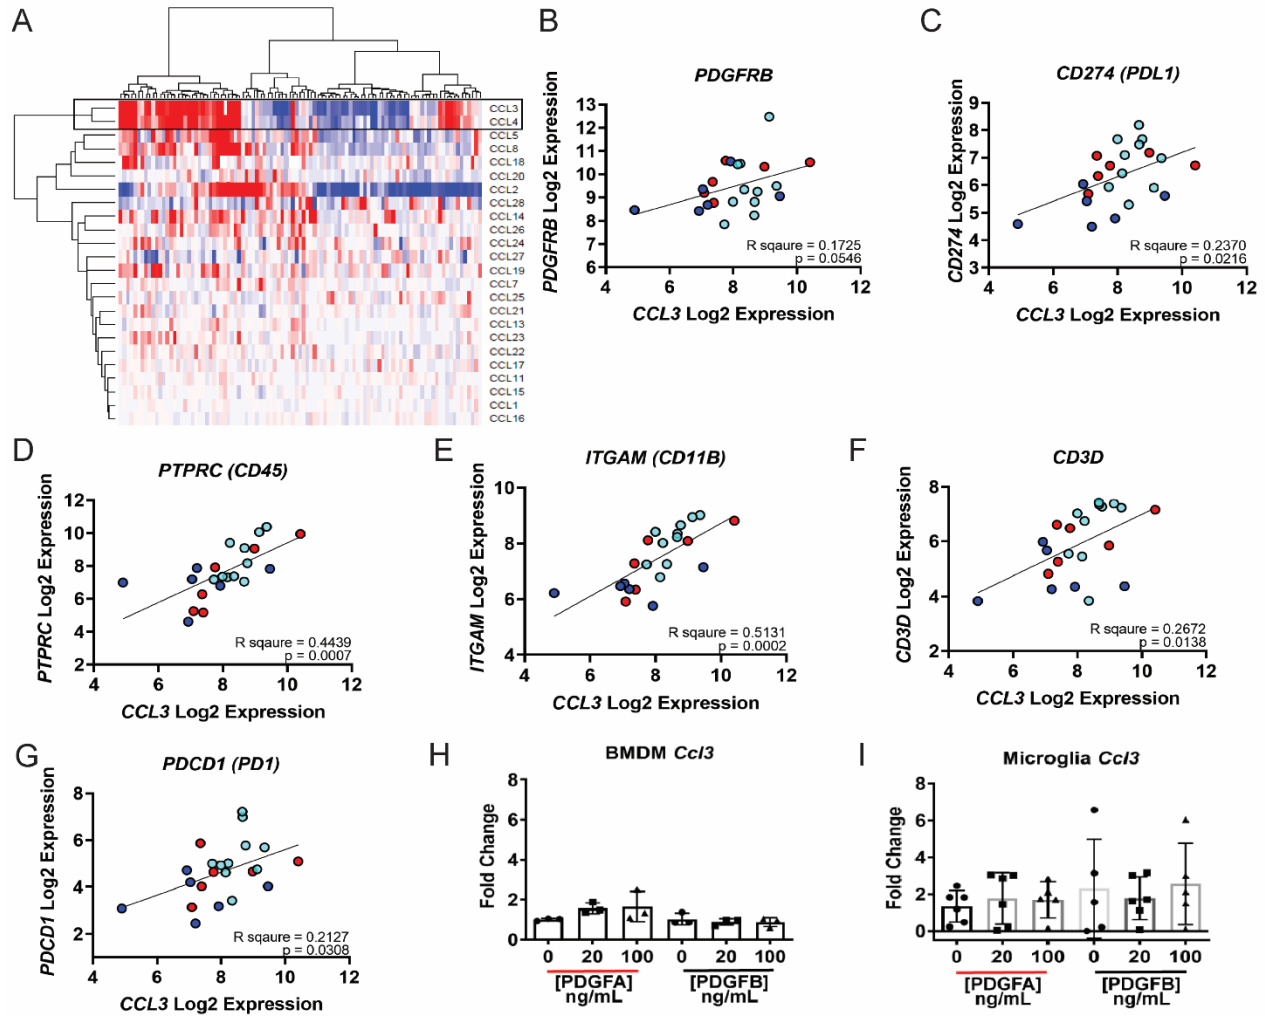 A
CCL3
CCL4
CCL5
CCL8
CCL18
CCL20
CCL2
CCL28
CCL14
CCL26
CCL24
CCL27
CCL19
CCL7
CCL25
CCL21
CCL13
CCL23
CCL22
CCL17
CCL11
CCL15
CCL1
CCL16
B
PDGFRB
PDGFRB Log2 Expression
13
12
11
10
9
8
7
6
R sqaure = 0.1725
p = 0.0546
4 6 8 10 12
CCL3 Log2 Expression
C
CD274 (PDL1)
CD274 Log2 Expression
9
8
7
6
5
4
3
R sqaure = 0.2370
p = 0.0216
4 6 8 10 12
CCL3 Log2 Expression
D
PTPRC (CD45)
PTPRC Log2 Expression
12
10
8
6
4
2
R sqaure = 0.4439
p = 0.0007
4 6 8 10 12
CCL3 Log2 Expression
E
ITGAM (CD11B)
ITGAM Log2 Expression
10
8
6
4
R sqaure = 0.5131
p = 0.0002
4 6 8 10 12
CCL3 Log2 Expression
F
CD3D
CD3D Log2 Expression
8
6
4
2
R sqaure = 0.2672
p = 0.0138
4 6 8 10 12
CCL3 Log2 Expression
G
PDCD1 (PD1)
PDCD1 Log2 Expression
8
6
4
2
R sqaure = 0.2127
p = 0.0308
4 6 8 10 12
CCL3 Log2 Expression
H
BMDM Ccl3
Fold Change
8
6
4
2
0
0 20 100 0 20 100
[PDGFA] [PDGFB]
ng/mL ng/mL
I
Microglia Ccl3
Fold Change
8
6
4
2
0
0 20 100 0 20 100
[PDGFA] [PDGFB]
ng/mL ng/mL